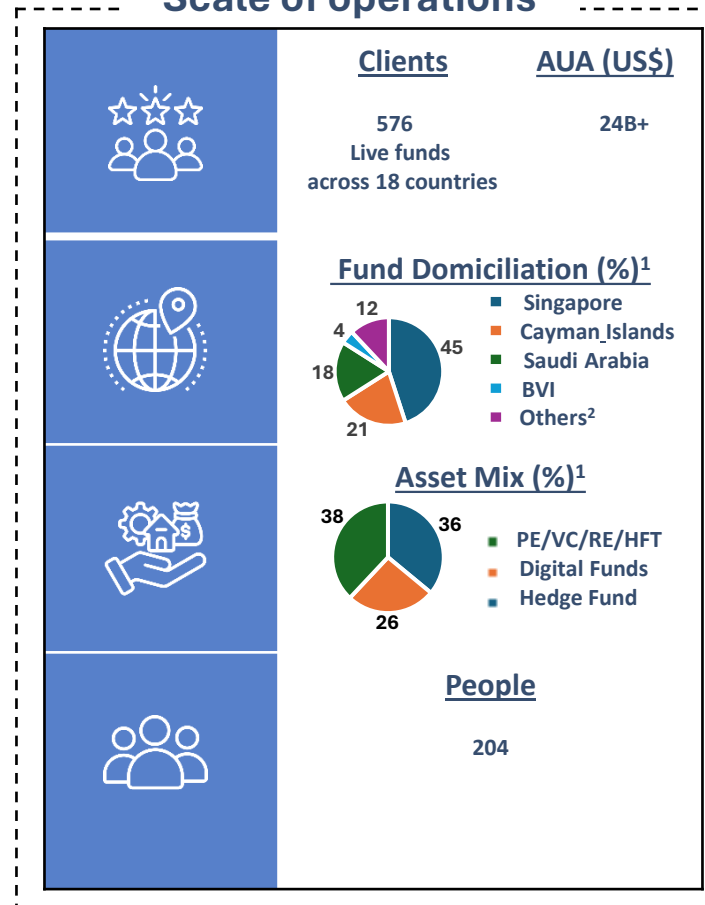 Scale of operations
Clients
AUA (US$)
576
24B+
Live funds
across 18 countries
Fund Domiciliation (%)¹
12
4
45
18
21
Singapore
Cayman_Islands
Saudi Arabia
BVI
Others²
Asset Mix (%)¹
38
36
26
PE/VC/RE/HFT
Digital Funds
Hedge Fund
People
204
$